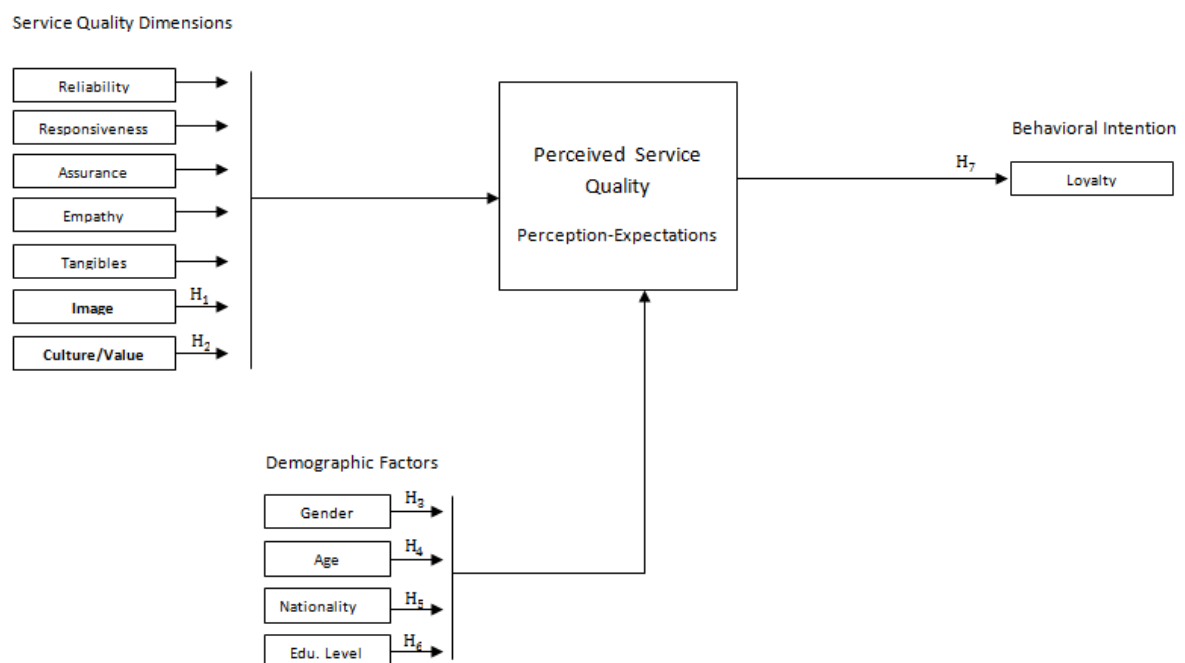 Service Quality Dimensions
Reliability
Responsiveness
Assurance
Empathy
Tangibles
Image
H₁
Culture/Value
H₂
Perceived Service
Quality
Perception-Expectations
H₇
Behavioral Intention
Loyalty
Demographic Factors
Gender
H₃
Age
H₄
Nationality
H₅
Edu. Level
H₆